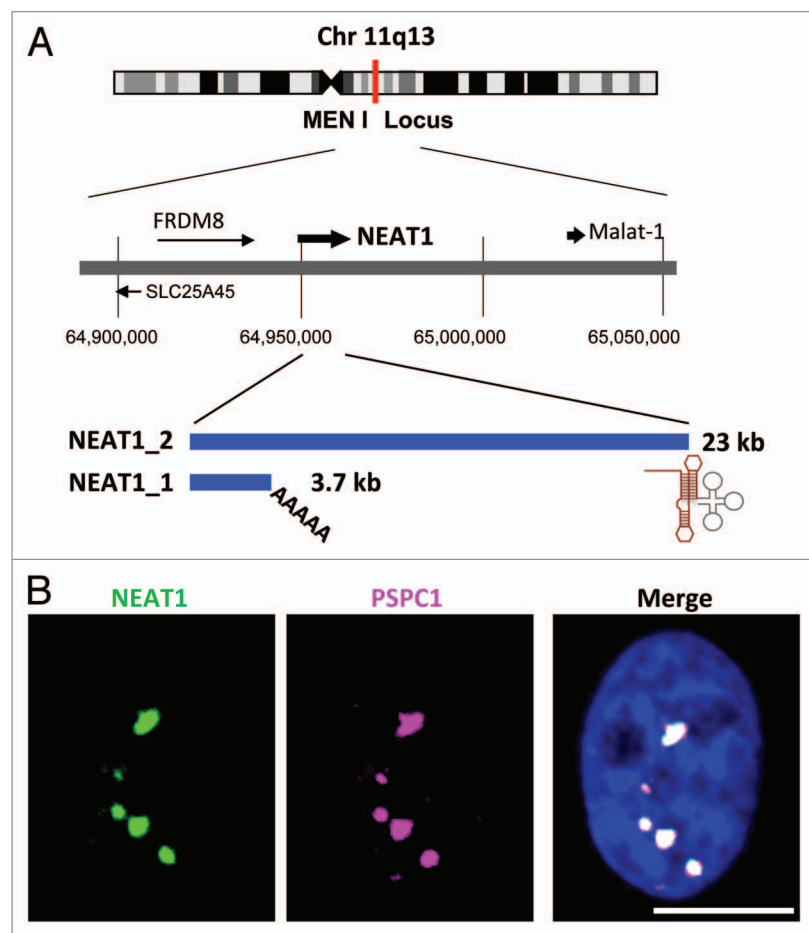 A
Chr 11q13
MEN I Locus
FRDM8
NEAT1
Malat-1
SLC25A45
64,900,000
64,950,000
65,000,000
65,050,000
NEAT1_2
23 kb
NEAT1_1
3.7 kb
AAAAA
B
NEAT1
PSPC1
Merge